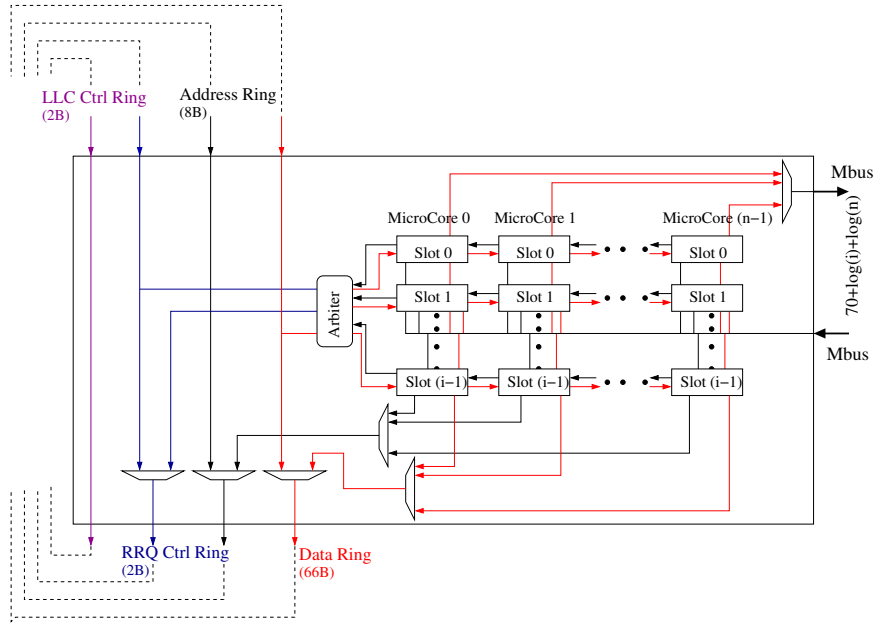 LLC Ctrl Ring
(2B)
Address Ring
(8B)
MicroCore 0
MicroCore 1
MicroCore (n−1)
Mbus
Slot 0
Slot 0
Slot 0
Slot 1
Slot 1
Slot 1
Arbiter
70+log(i)+log(n)
Mbus
Slot (i−1)
Slot (i−1)
Slot (i−1)
RRQ Ctrl Ring
(2B)
Data Ring
(66B)